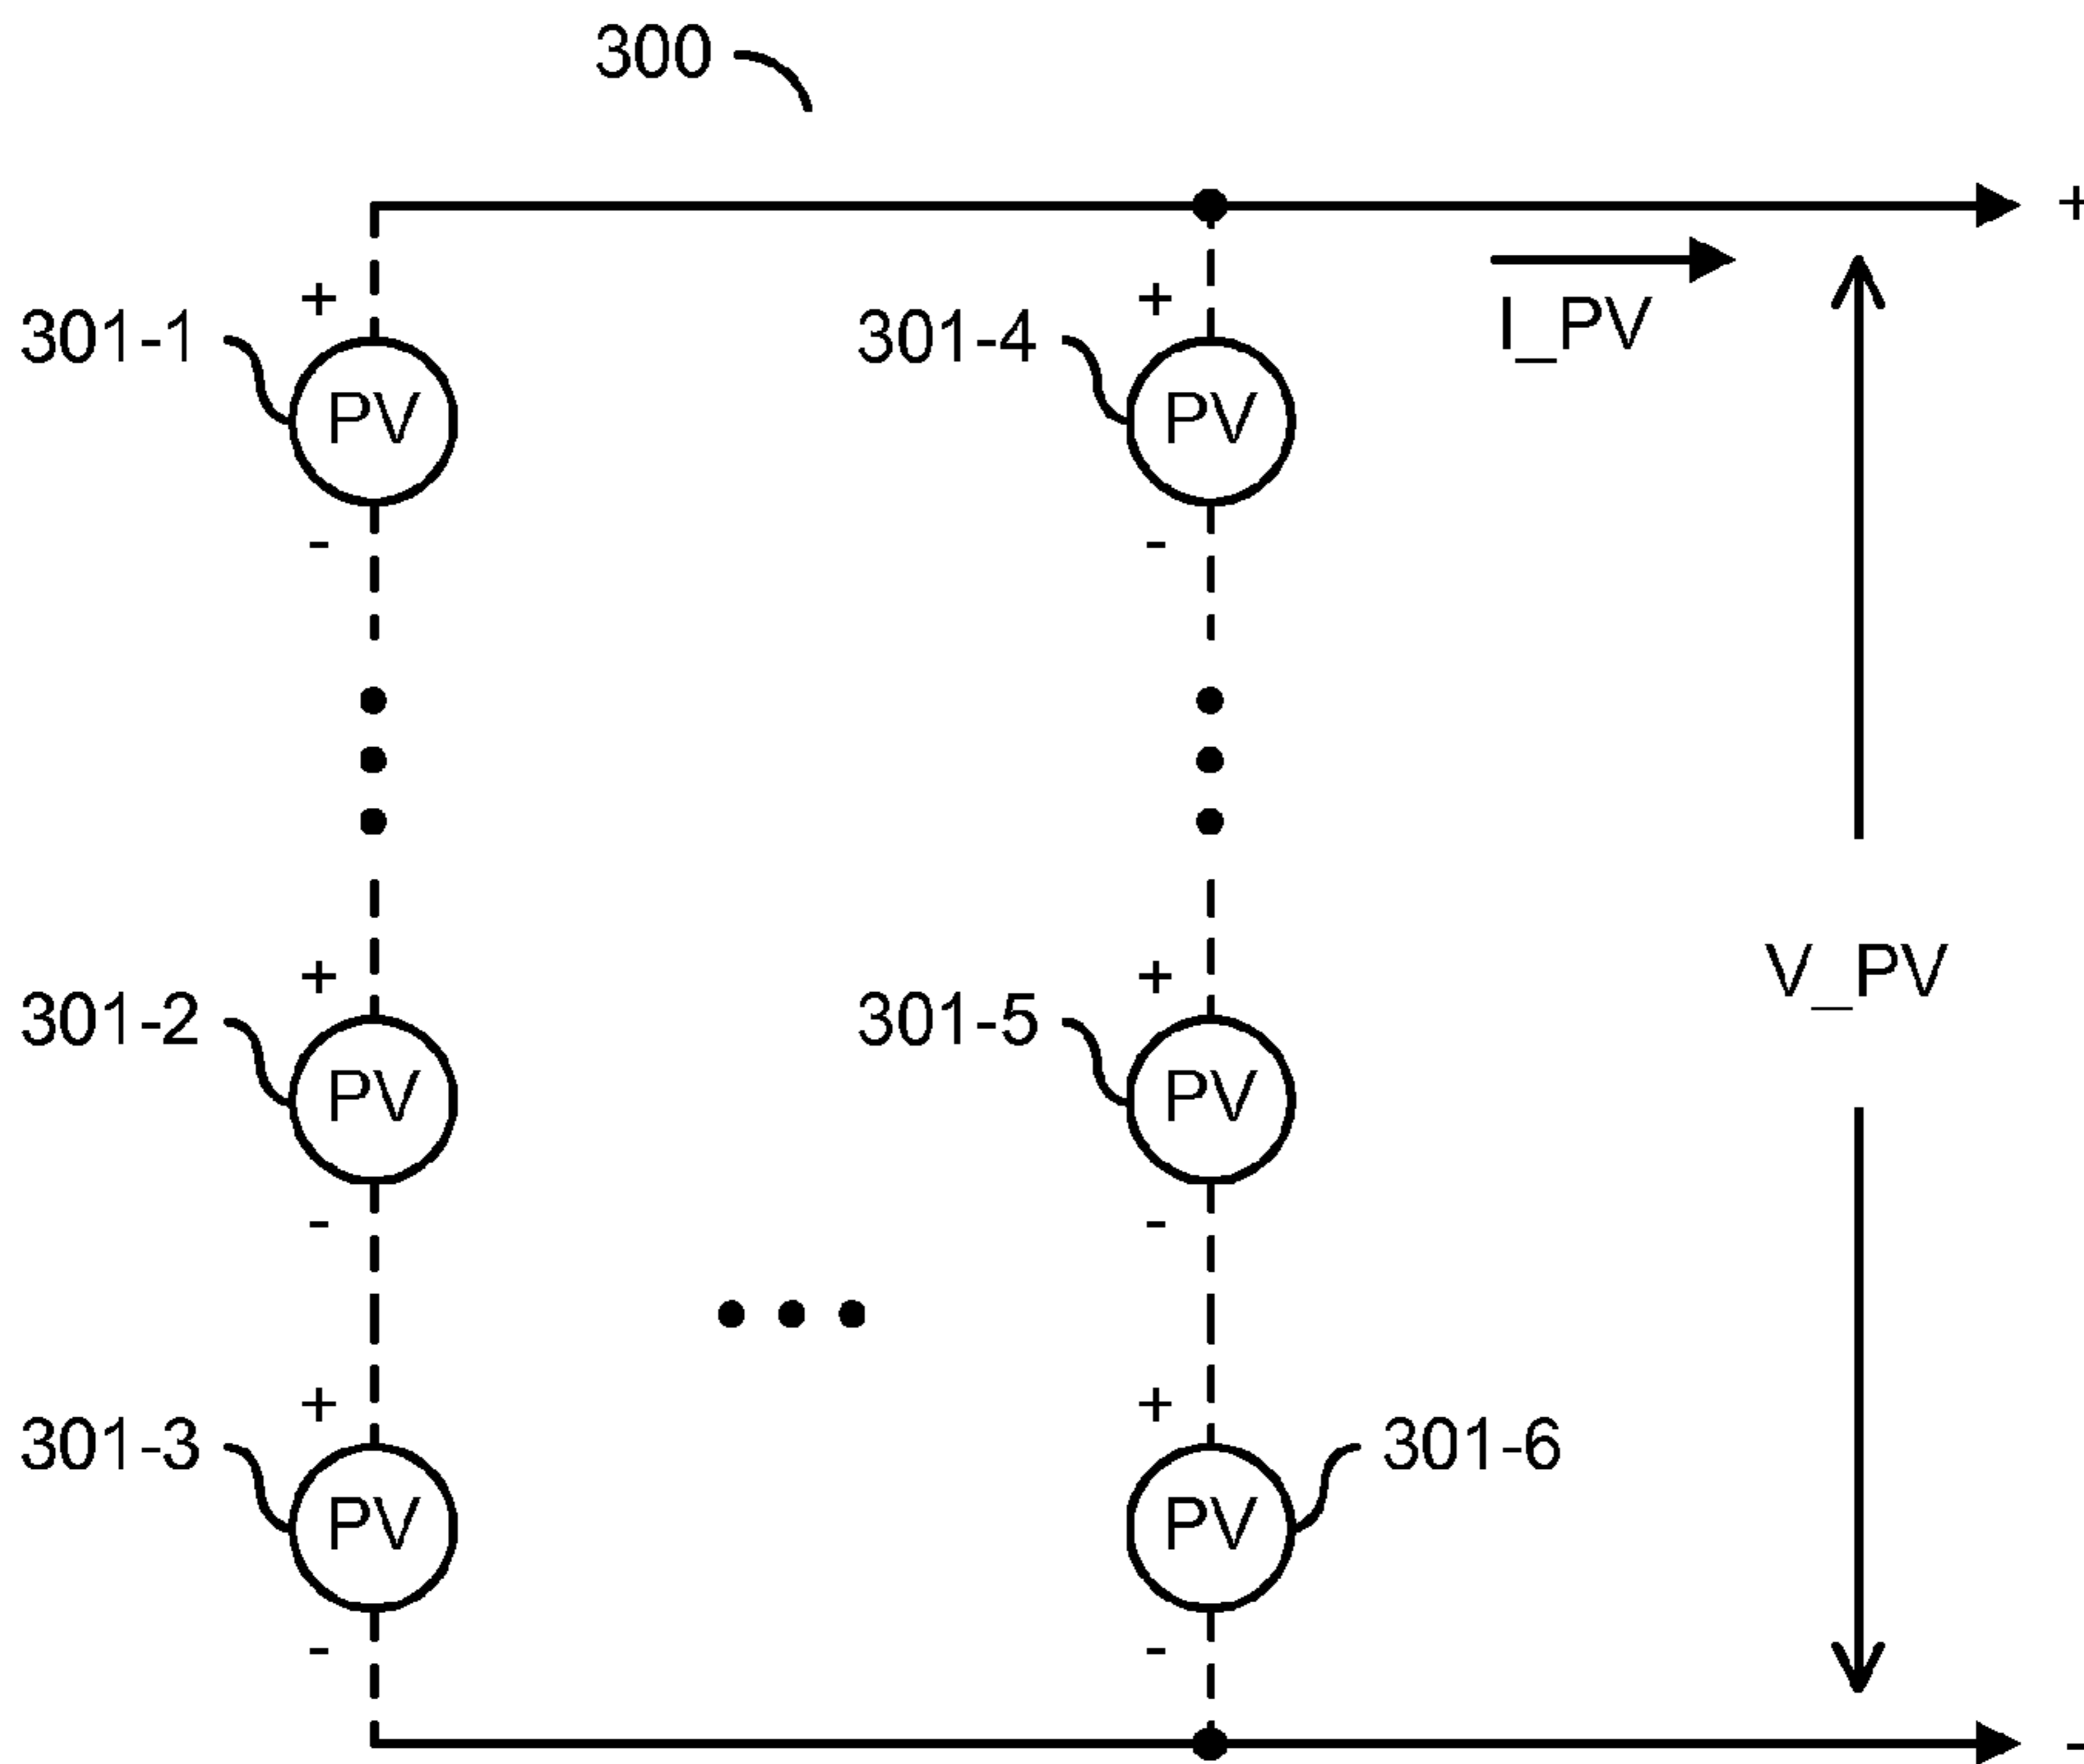 300
+
+
+
I_PV
301-1
301-4
PV
PV
-
-
V_PV
+
+
301-2
301-5
PV
PV
-
-
+
+
301-3
301-6
PV
PV
-
-
-